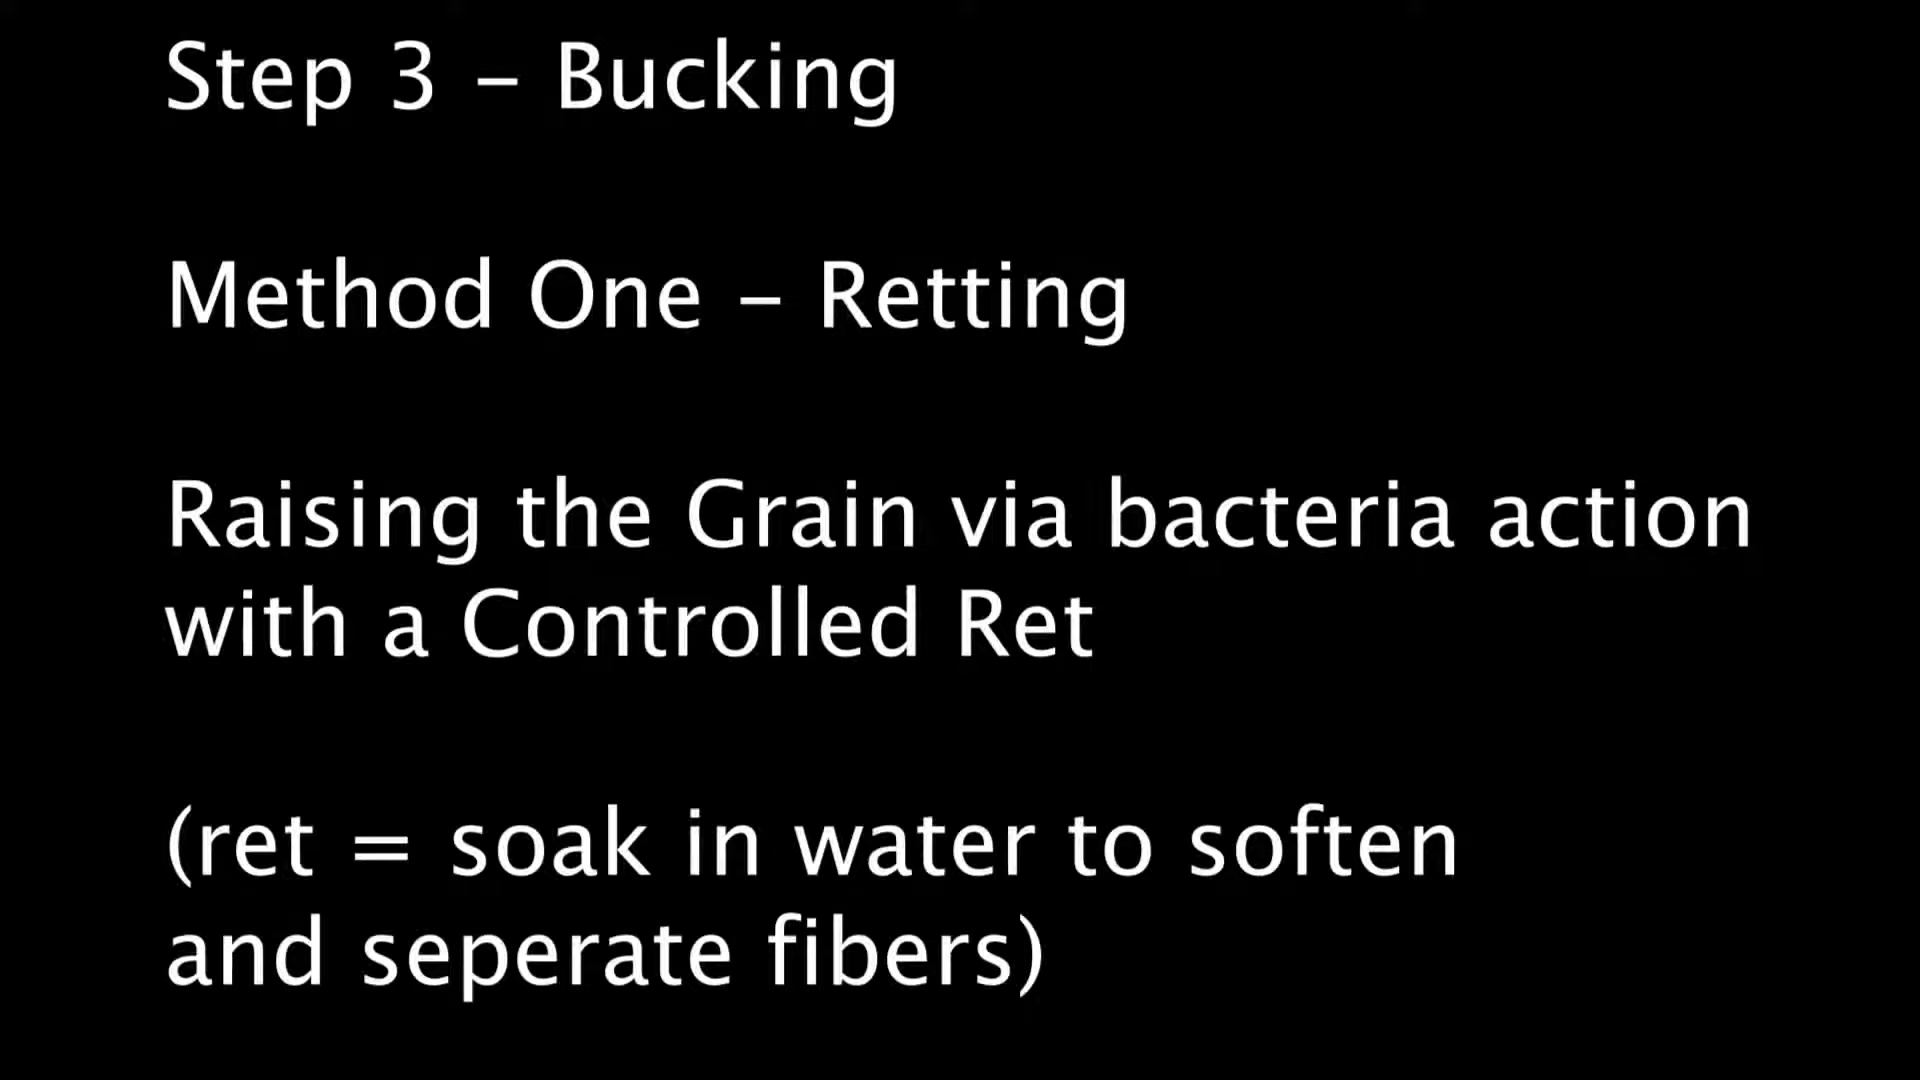 Step 3 – Bucking
Method One – Retting
Raising the Grain via bacteria action
with a Controlled Ret
(ret = soak in water to soften
and seperate fibers)